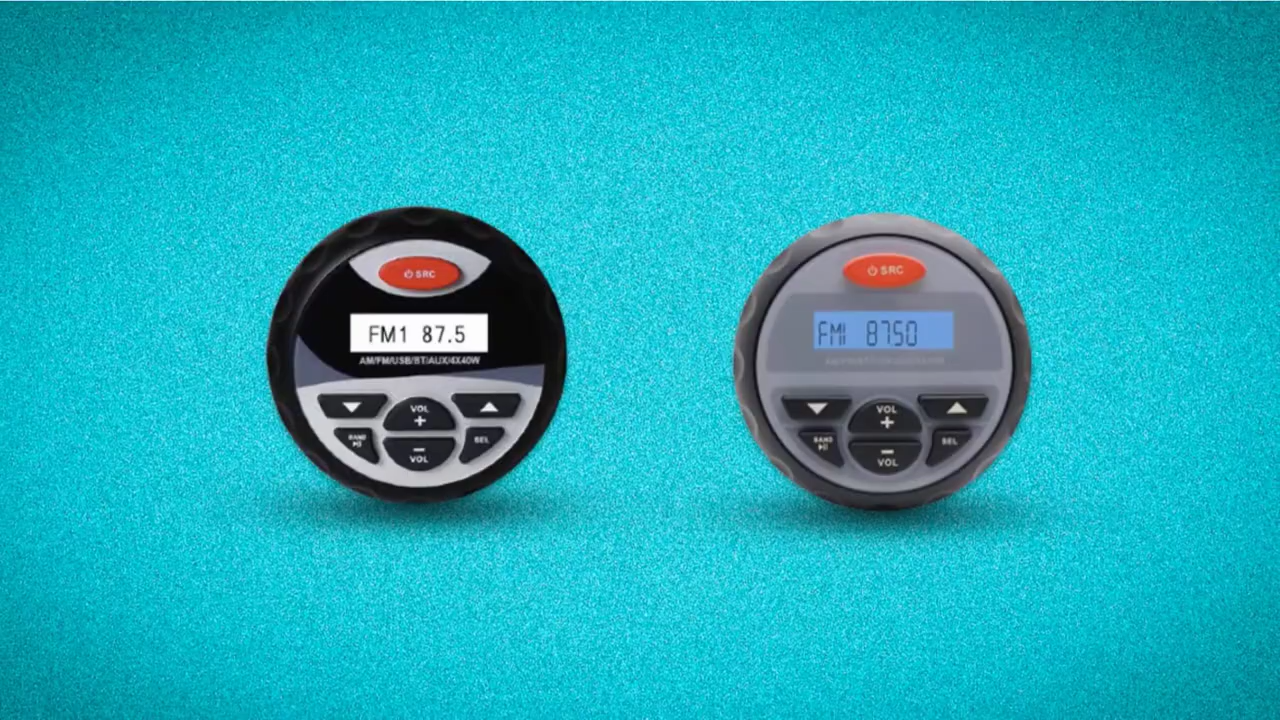 ⏻ SRC
FM1 87.5
AM/FM/USB/BT/AUX/4X40W
VOL
+
BAND
⏯
SEL
−
VOL
⏻ SRC
FM1 8750
VOL
+
BAND
⏯
SEL
−
VOL